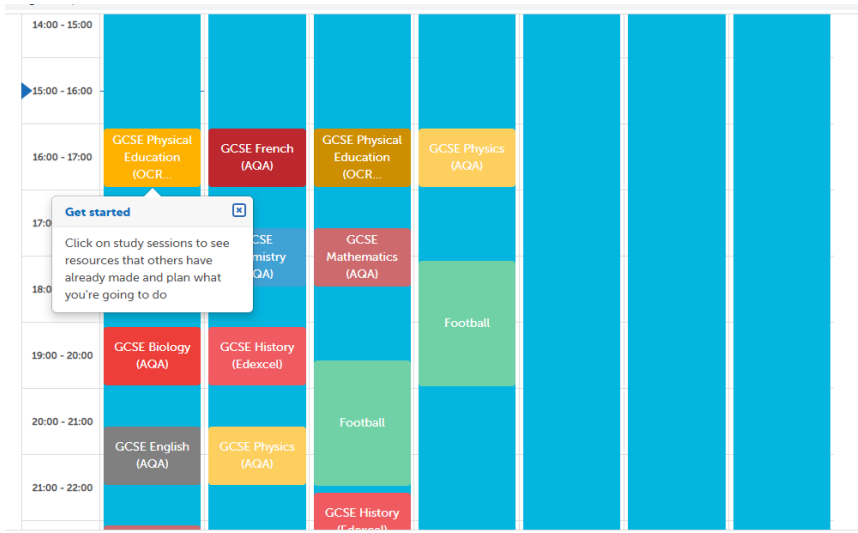 14:00 - 15:00
15:00 - 16:00
GCSE Physical
Education
(OCR...
GCSE French
(AQA)
GCSE Physical
Education
(OCR...
GCSE Physics
(AQA)
16:00 - 17:00
Get started
Click on study sessions to see
resources that others have
already made and plan what
you're going to do
17:0
CSE
mistry
QA)
GCSE
Mathematics
(AQA)
18:0
Football
19:00 - 20:00
GCSE Biology
(AQA)
GCSE History
(Edexcel)
Football
20:00 - 21:00
GCSE English
(AQA)
GCSE Physics
(AQA)
21:00 - 22:00
GCSE History
(Edexcel)